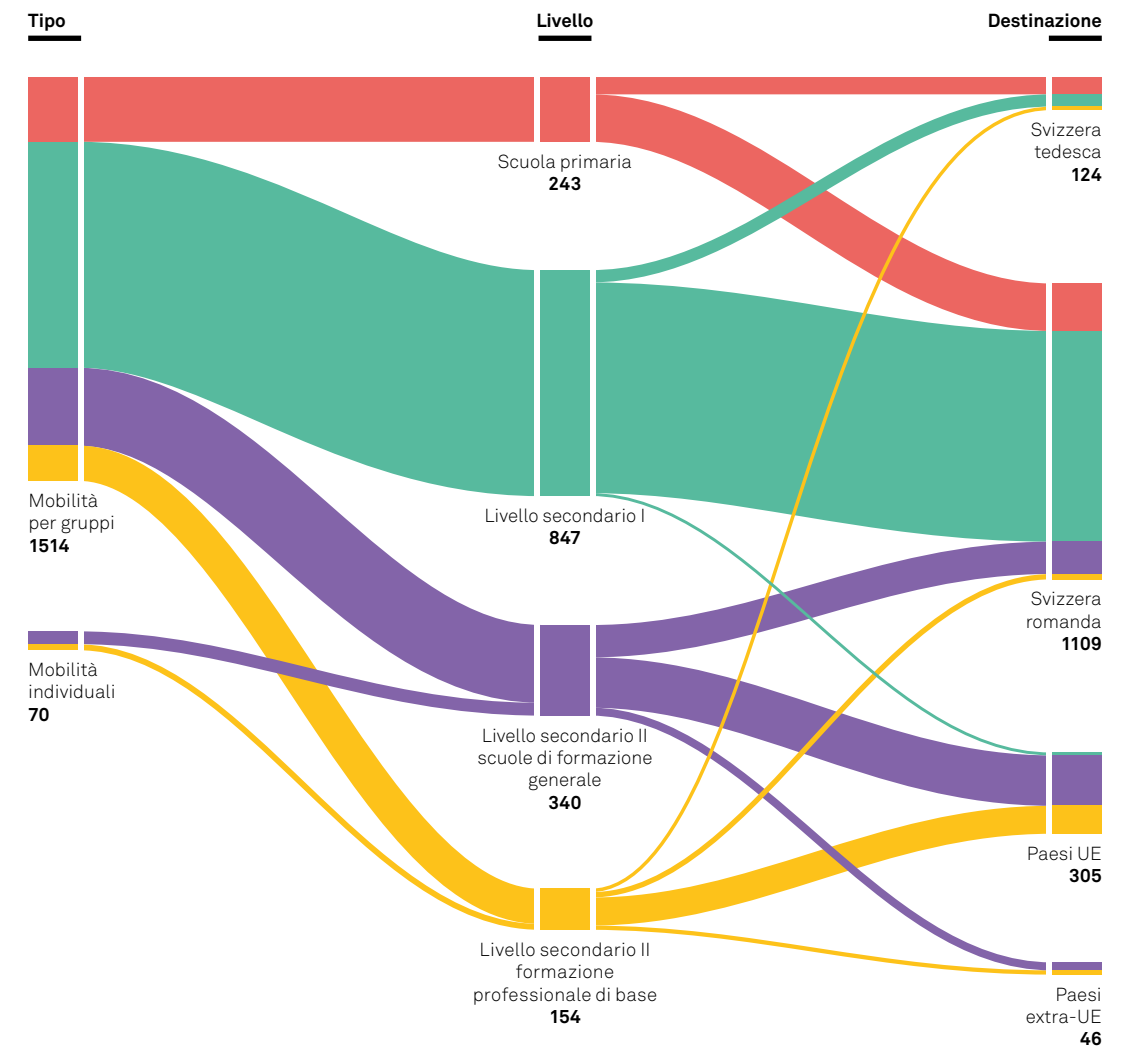 Tipo
Livello
Destinazione
Scuola primaria
243
Svizzera
tedesca
124
Mobilità
per gruppi
1514
Livello secondario I
847
Svizzera
romanda
1109
Mobilità
individuali
70
Livello secondario II
scuole di formazione
generale
340
Paesi UE
305
Livello secondario II
formazione
professionale di base
154
Paesi
extra-UE
46